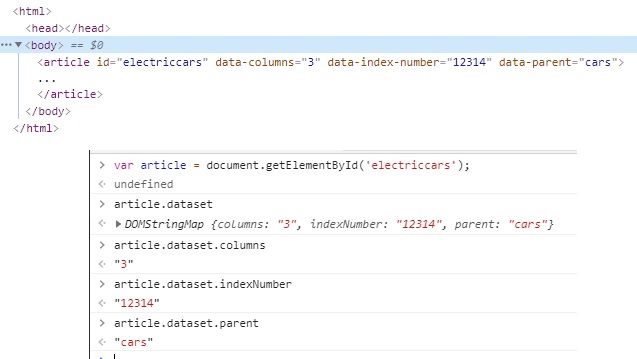 <html>
<head></head>
<body> == $0
<article id="electriccars" data-columns="3" data-index-number="12314" data-parent="cars">
...
</article>
</body>
</html>
> var article = document.getElementById('electriccars');
<· undefined
> article.dataset
<· ▶ DOMStringMap {columns: "3", indexNumber: "12314", parent: "cars"}
> article.dataset.columns
<· "3"
> article.dataset.indexNumber
<· "12314"
> article.dataset.parent
<· "cars"